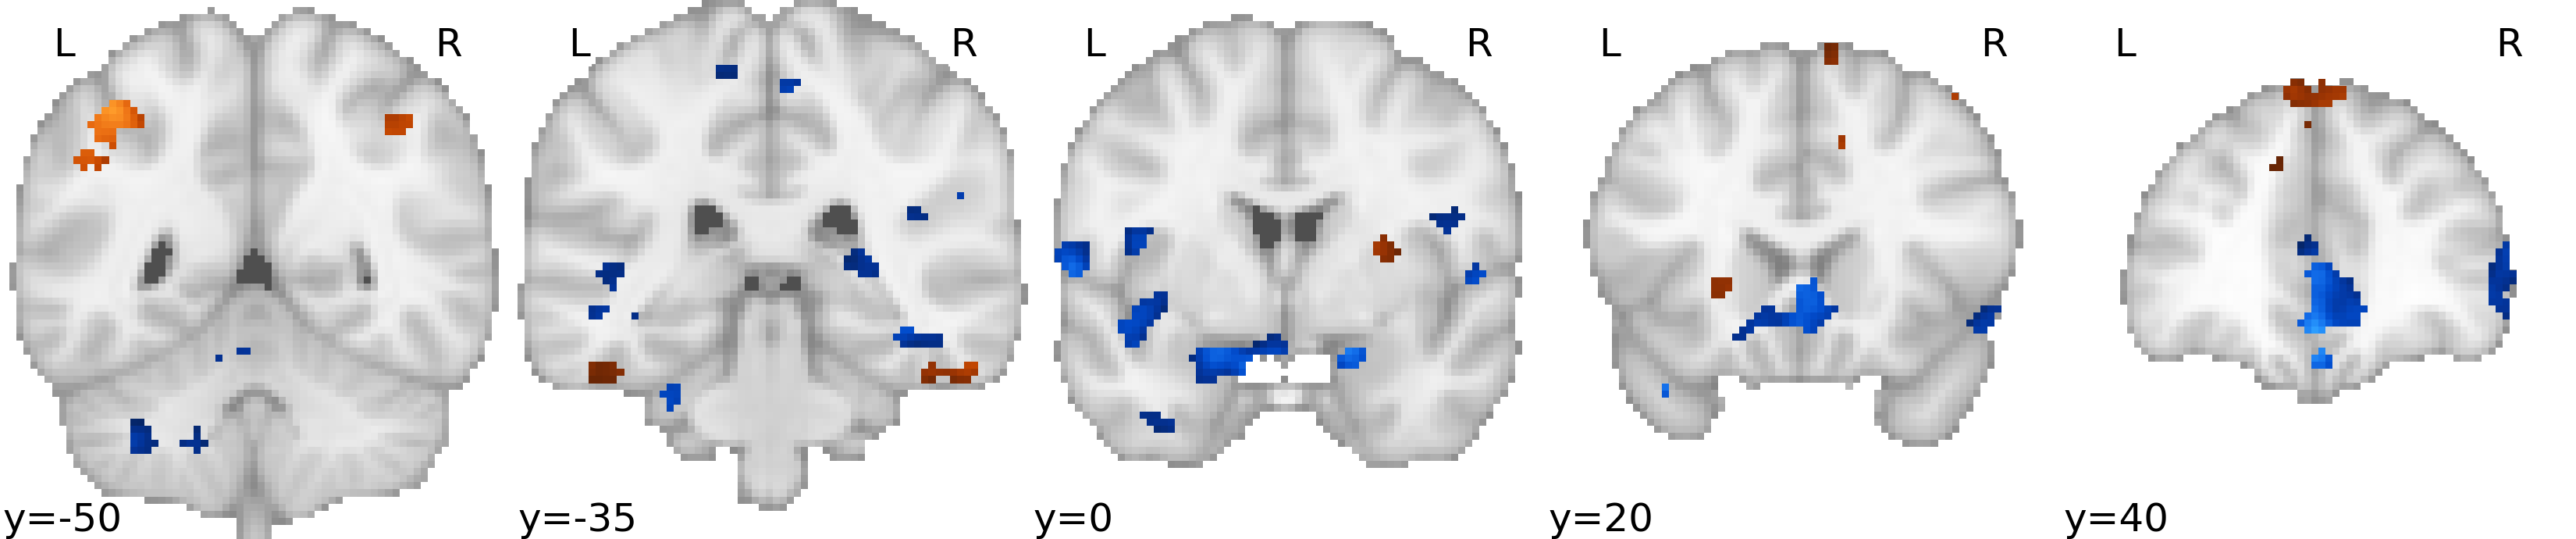 L R L R L R L R L R
y=-50 y=-35 y=0 y=20 y=40